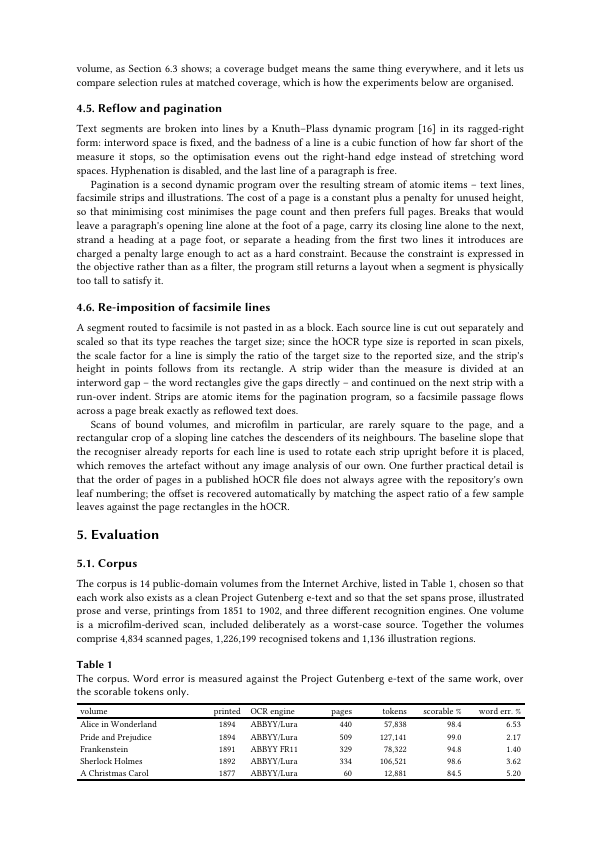 volume, as Section 6.3 shows; a coverage budget means the same thing everywhere, and it lets us
compare selection rules at matched coverage, which is how the experiments below are organised.
4.5. Reflow and pagination
Text segments are broken into lines by a Knuth–Plass dynamic program [16] in its ragged-right
form: interword space is fixed, and the badness of a line is a cubic function of how far short of the
measure it stops, so the optimisation evens out the right-hand edge instead of stretching word
spaces. Hyphenation is disabled, and the last line of a paragraph is free.
Pagination is a second dynamic program over the resulting stream of atomic items – text lines,
facsimile strips and illustrations. The cost of a page is a constant plus a penalty for unused height,
so that minimising cost minimises the page count and then prefers full pages. Breaks that would
leave a paragraph's opening line alone at the foot of a page, carry its closing line alone to the next,
strand a heading at a page foot, or separate a heading from the first two lines it introduces are
charged a penalty large enough to act as a hard constraint. Because the constraint is expressed in
the objective rather than as a filter, the program still returns a layout when a segment is physically
too tall to satisfy it.
4.6. Re-imposition of facsimile lines
A segment routed to facsimile is not pasted in as a block. Each source line is cut out separately and
scaled so that its type reaches the target size; since the hOCR type size is reported in scan pixels,
the scale factor for a line is simply the ratio of the target size to the reported size, and the strip's
height in points follows from its rectangle. A strip wider than the measure is divided at an
interword gap – the word rectangles give the gaps directly – and continued on the next strip with a
run-over indent. Strips are atomic items for the pagination program, so a facsimile passage flows
across a page break exactly as reflowed text does.
Scans of bound volumes, and microfilm in particular, are rarely square to the page, and a
rectangular crop of a sloping line catches the descenders of its neighbours. The baseline slope that
the recogniser already reports for each line is used to rotate each strip upright before it is placed,
which removes the artefact without any image analysis of our own. One further practical detail is
that the order of pages in a published hOCR file does not always agree with the repository's own
leaf numbering; the offset is recovered automatically by matching the aspect ratio of a few sample
leaves against the page rectangles in the hOCR.
5. Evaluation
5.1. Corpus
The corpus is 14 public-domain volumes from the Internet Archive, listed in Table 1, chosen so that
each work also exists as a clean Project Gutenberg e-text and so that the set spans prose, illustrated
prose and verse, printings from 1851 to 1902, and three different recognition engines. One volume
is a microfilm-derived scan, included deliberately as a worst-case source. Together the volumes
comprise 4,834 scanned pages, 1,226,199 recognised tokens and 1,136 illustration regions.
Table 1
The corpus. Word error is measured against the Project Gutenberg e-text of the same work, over
the scorable tokens only.
volume printed OCR engine pages tokens scorable % word err. %
Alice in Wonderland 1894 ABBYY/Lura 440 57,838 98.4 6.53
Pride and Prejudice 1894 ABBYY/Lura 509 127,141 99.0 2.17
Frankenstein 1891 ABBYY FR11 329 78,322 94.8 1.40
Sherlock Holmes 1892 ABBYY/Lura 334 106,521 98.6 3.62
A Christmas Carol 1877 ABBYY/Lura 60 12,881 84.5 5.20